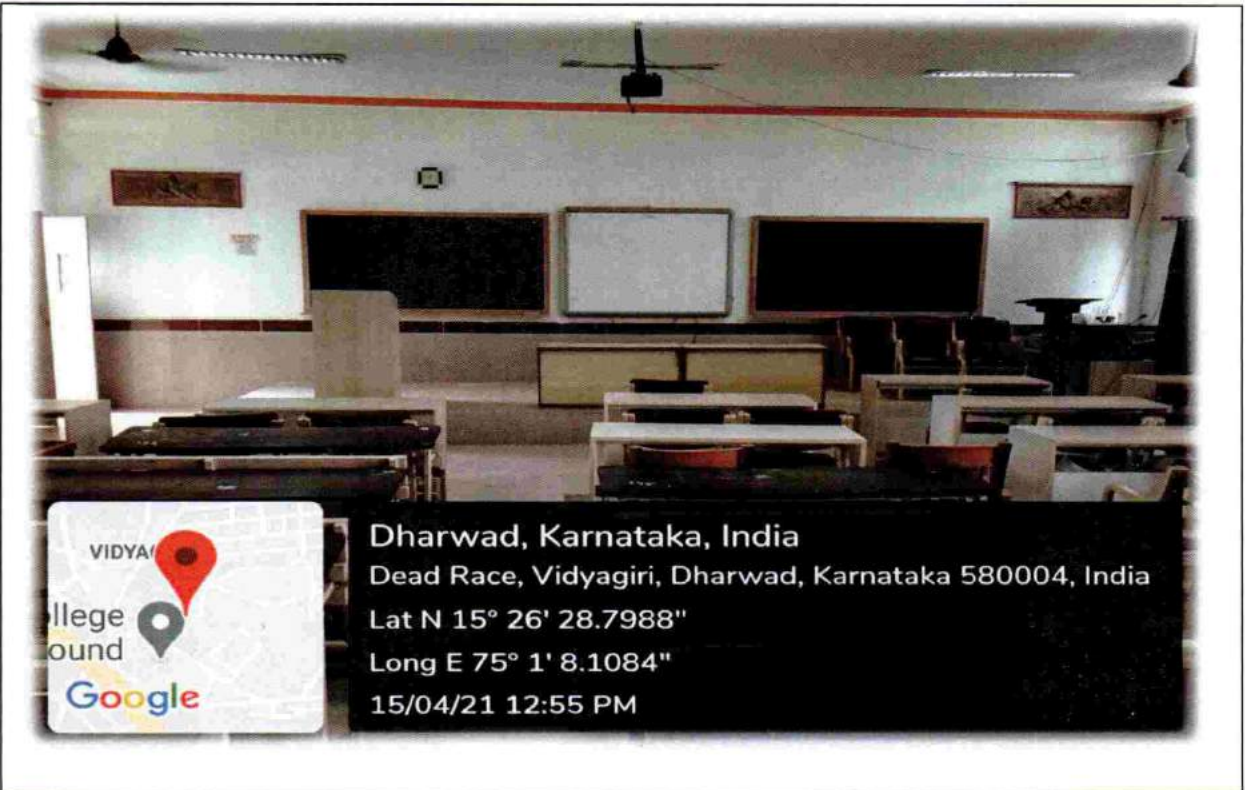 VIDYA
llege
ound
Google
Dharwad, Karnataka, India
Dead Race, Vidyagiri, Dharwad, Karnataka 580004, India
Lat N 15° 26' 28.7988"
Long E 75° 1' 8.1084"
15/04/21 12:55 PM